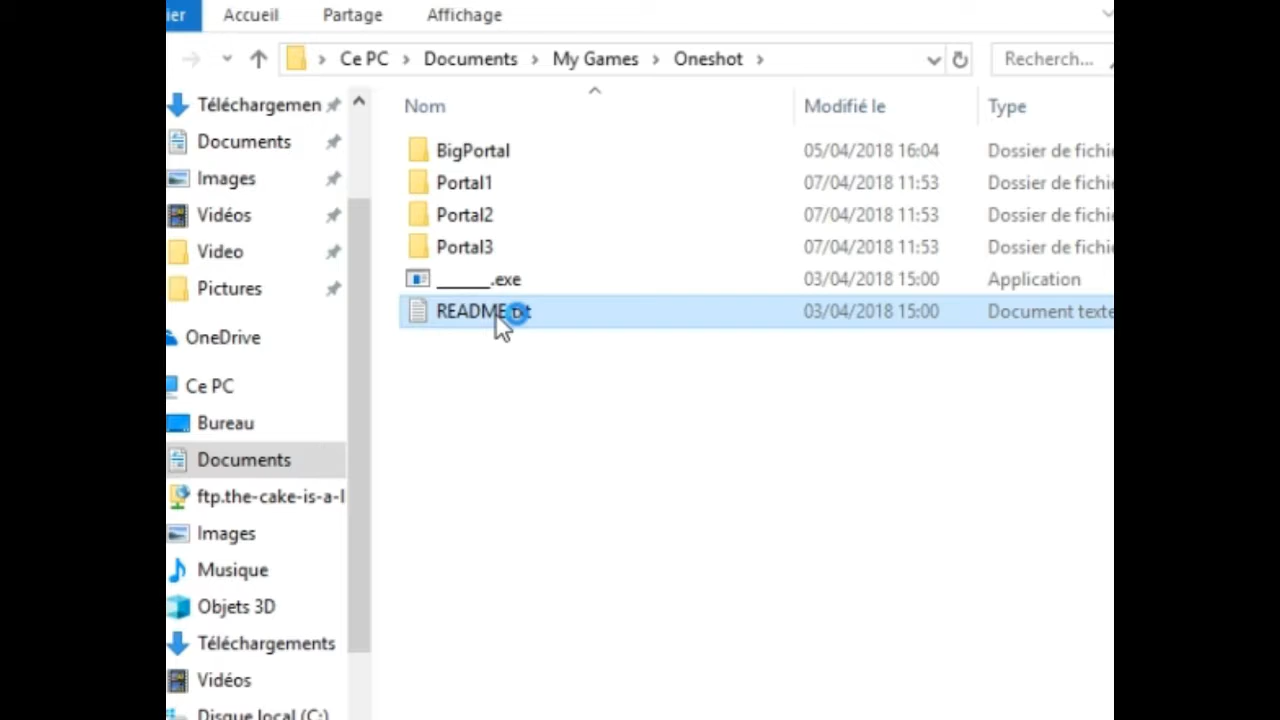 ier Accueil Partage Affichage
Ce PC > Documents > My Games > Oneshot > Recherch...
Nom Modifié le Type
Téléchargemen
Documents
Images
Vidéos
Video
Pictures
OneDrive
Ce PC
Bureau
Documents
ftp.the-cake-is-a-l
Images
Musique
Objets 3D
Téléchargements
Vidéos
Disque local (C:)
BigPortal 05/04/2018 16:04 Dossier de fichi
Portal1 07/04/2018 11:53 Dossier de fichi
Portal2 07/04/2018 11:53 Dossier de fichi
Portal3 07/04/2018 11:53 Dossier de fichi
______.exe 03/04/2018 15:00 Application
README.txt 03/04/2018 15:00 Document texte